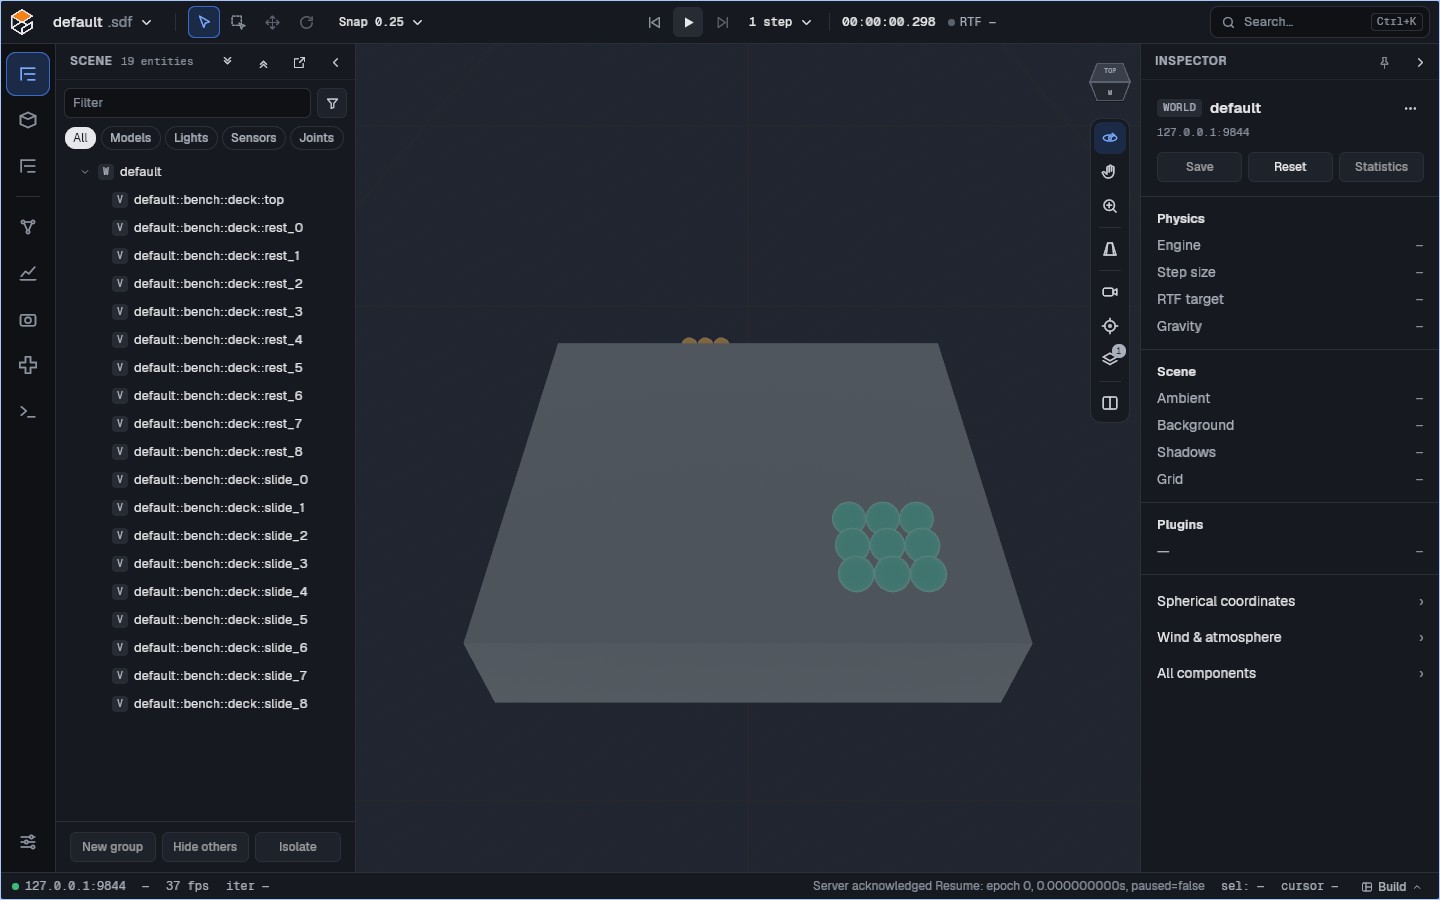 default .sdf
Snap 0.25
1 step
00:00:00.298
RTF –
Search...
Ctrl+K
SCENE 19 entities
Filter
All
Models
Lights
Sensors
Joints
W default
V default::bench::deck::top
V default::bench::deck::rest_0
V default::bench::deck::rest_1
V default::bench::deck::rest_2
V default::bench::deck::rest_3
V default::bench::deck::rest_4
V default::bench::deck::rest_5
V default::bench::deck::rest_6
V default::bench::deck::rest_7
V default::bench::deck::rest_8
V default::bench::deck::slide_0
V default::bench::deck::slide_1
V default::bench::deck::slide_2
V default::bench::deck::slide_3
V default::bench::deck::slide_4
V default::bench::deck::slide_5
V default::bench::deck::slide_6
V default::bench::deck::slide_7
V default::bench::deck::slide_8
New group
Hide others
Isolate
TOP
1
INSPECTOR
WORLD default
127.0.0.1:9844
Save
Reset
Statistics
Physics
Engine –
Step size –
RTF target –
Gravity –
Scene
Ambient –
Background –
Shadows –
Grid –
Plugins
— –
Spherical coordinates
Wind & atmosphere
All components
127.0.0.1:9844 – 37 fps iter –
Server acknowledged Resume: epoch 0, 0.000000000s, paused=false
sel: –
cursor –
Build